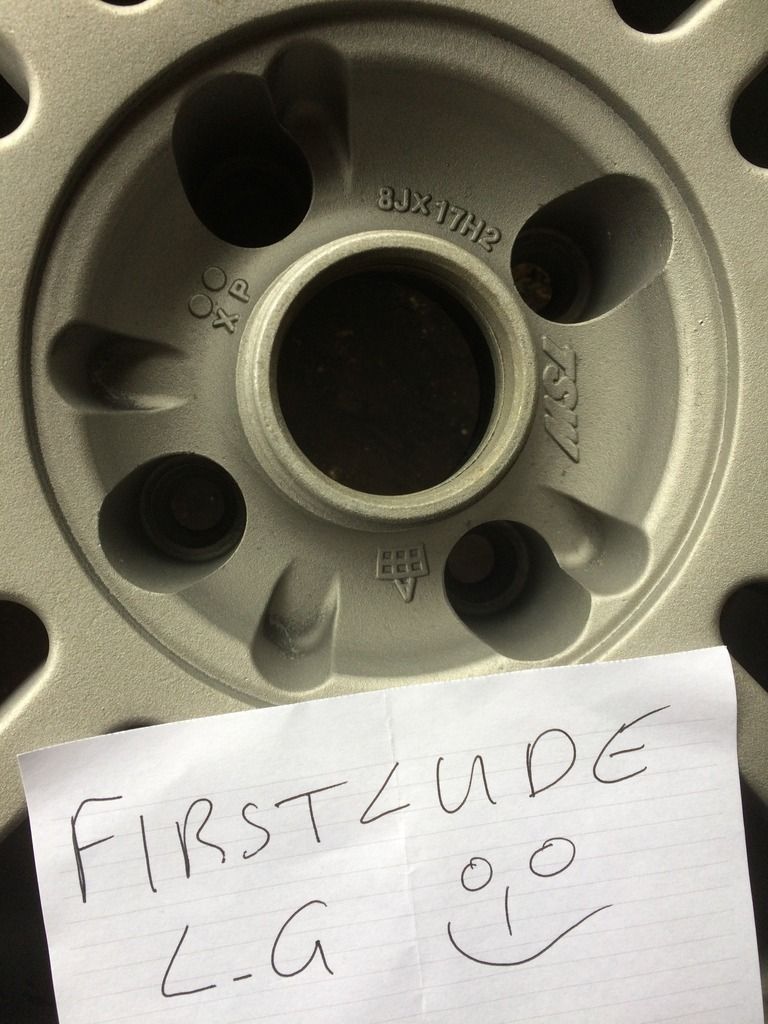 8JX17H2
XP
TSW
A
FIRSTLUDE
L-G